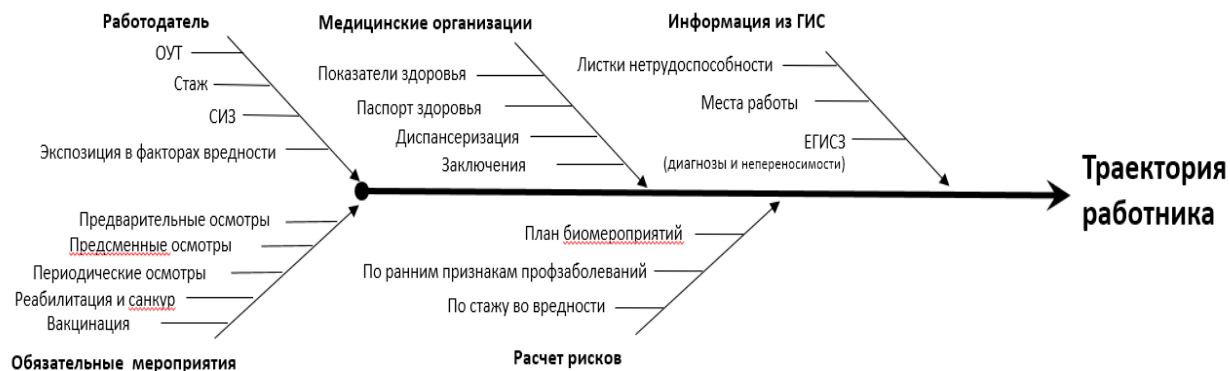 Работодатель
ОУТ
Стаж
СИЗ
Экспозиция в факторах вредности
Медицинские организации
Показатели здоровья
Паспорт здоровья
Диспансеризация
Заключения
Информация из ГИС
Листки нетрудоспособности
Места работы
ЕГИСЗ
(диагнозы и непереносимости)
Траектория
работника
Предварительные осмотры
Предсменные осмотры
Периодические осмотры
Реабилитация и санкур
Вакцинация
Обязательные мероприятия
План биомероприятий
По ранним признакам профзаболеваний
По стажу во вредности
Расчет рисков